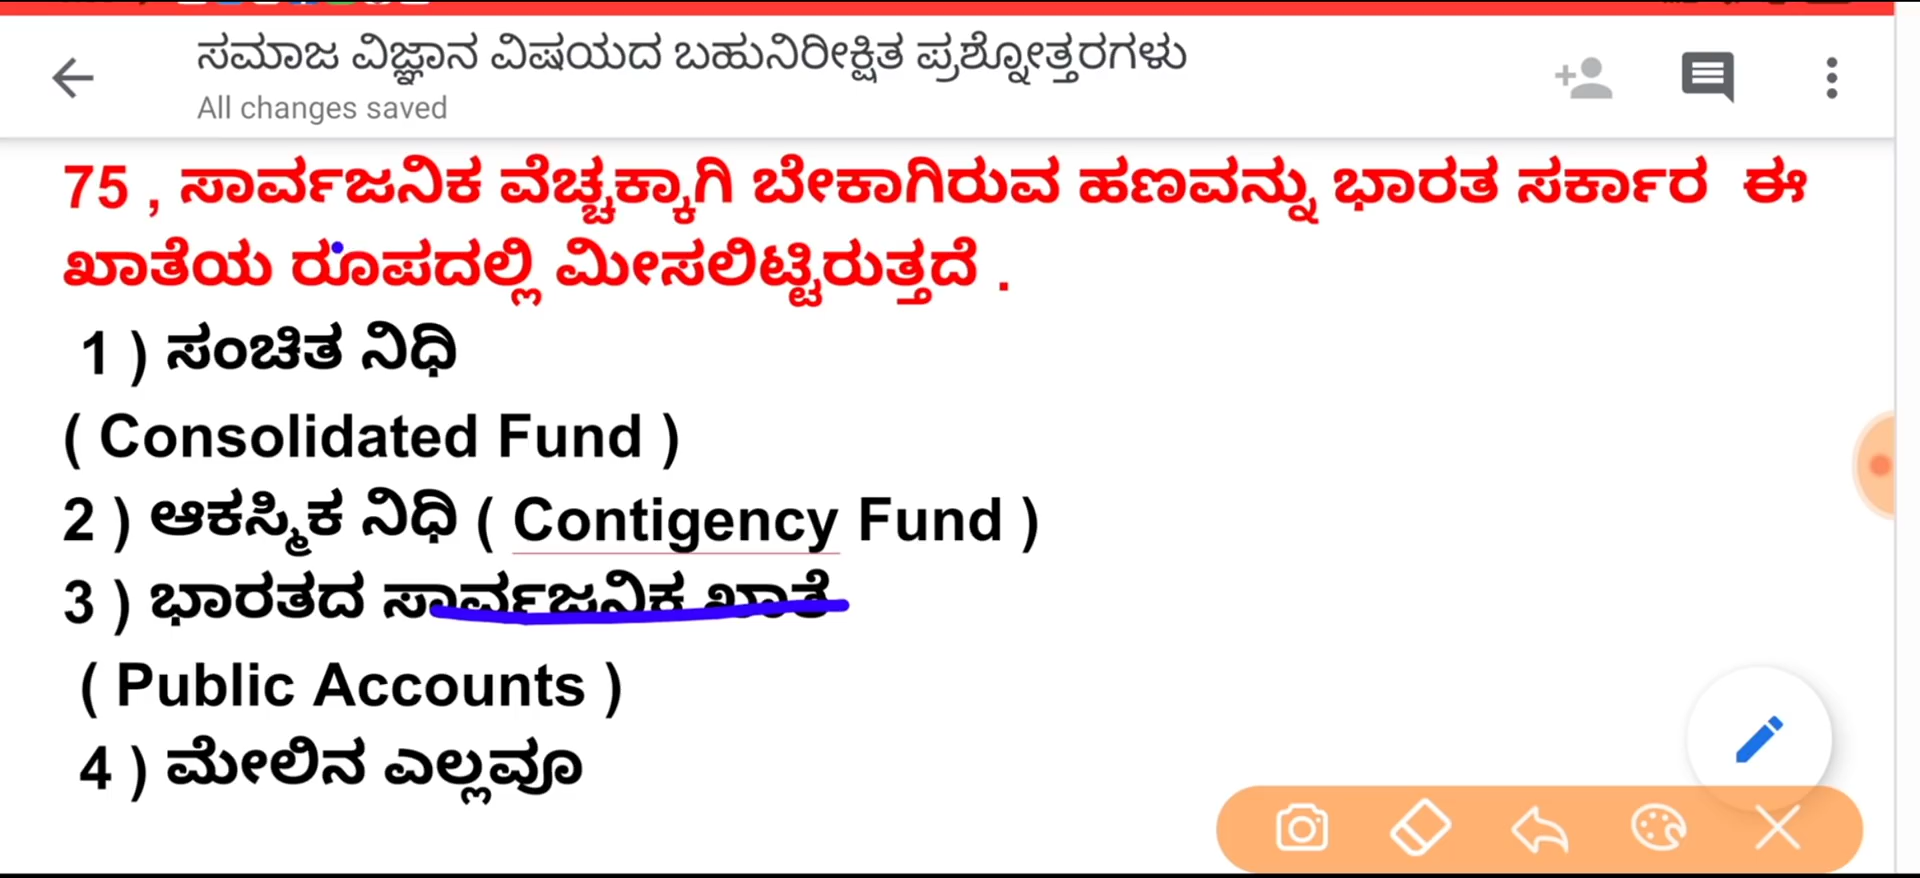 ಸಮಾಜ ವಿಜ್ಞಾನ ವಿಷಯದ ಬಹುನಿರೀಕ್ಷಿತ ಪ್ರಶ್ನೋತ್ತರಗಳು
All changes saved
75 , ಸಾರ್ವಜನಿಕ ವೆಚ್ಚಕ್ಕಾಗಿ ಬೇಕಾಗಿರುವ ಹಣವನ್ನು ಭಾರತ ಸರ್ಕಾರ ಈ
ಖಾತೆಯ ರೂಪದಲ್ಲಿ ಮೀಸಲಿಟ್ಟಿರುತ್ತದೆ .
1 ) ಸಂಚಿತ ನಿಧಿ
( Consolidated Fund )
2 ) ಆಕಸ್ಮಿಕ ನಿಧಿ ( Contigency Fund )
3 ) ಭಾರತದ ಸಾರ್ವಜನಿಕ ಖಾತೆ
( Public Accounts )
4 ) ಮೇಲಿನ ಎಲ್ಲವೂ